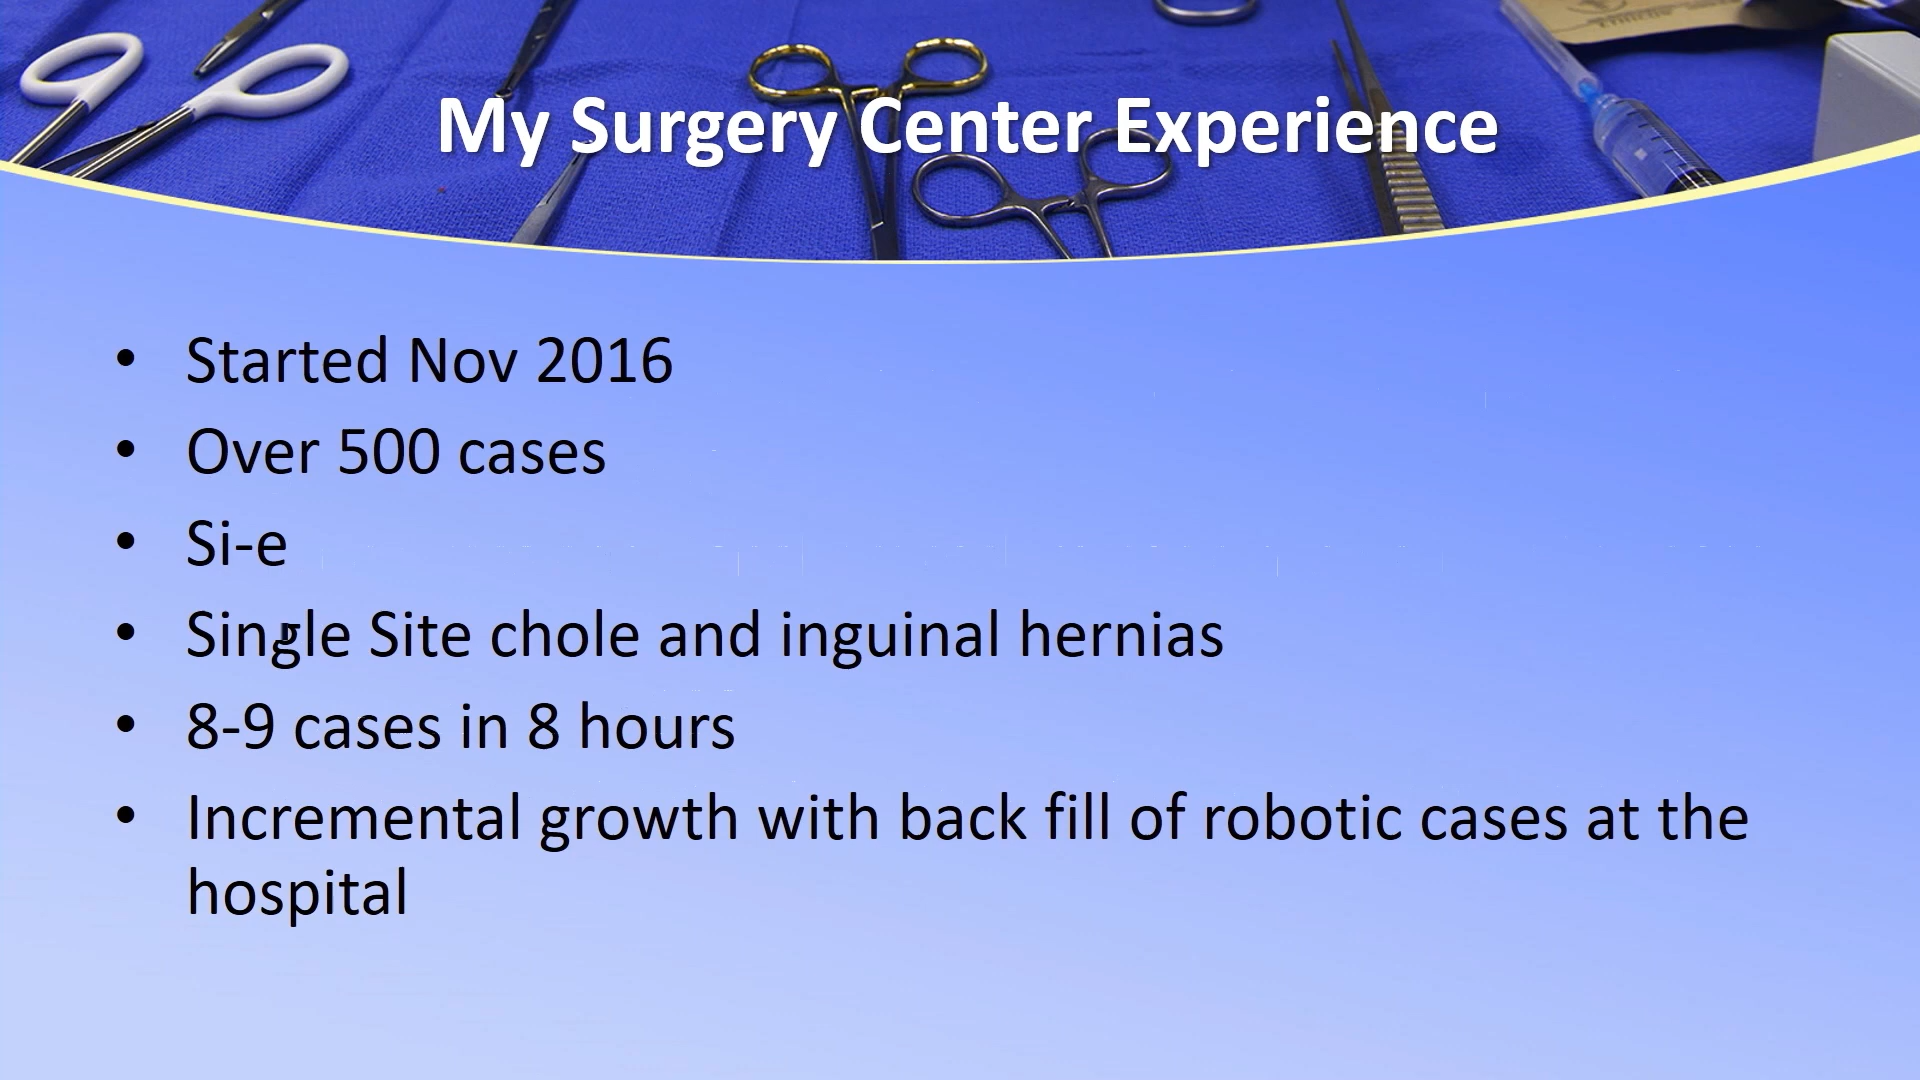 My Surgery Center Experience
• Started Nov 2016
• Over 500 cases
• Si-e
• Single Site chole and inguinal hernias
• 8-9 cases in 8 hours
• Incremental growth with back fill of robotic cases at the
hospital